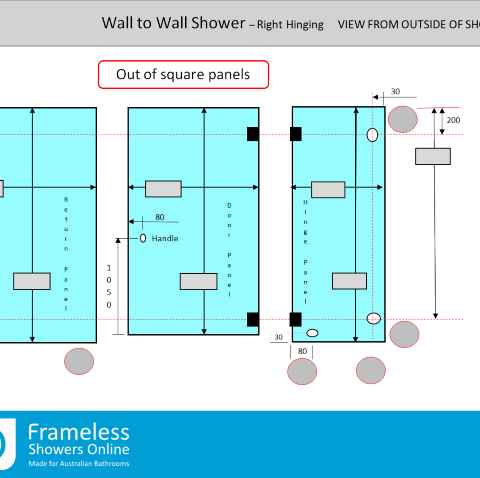 Wall to Wall Shower – Right Hinging VIEW FROM OUTSIDE OF SHO
Out of square panels
30
200
Return Panel
Door Panel
Hinge Panel
80
Handle
1050
30
80
Frameless
Showers Online
Made for Australian Bathrooms